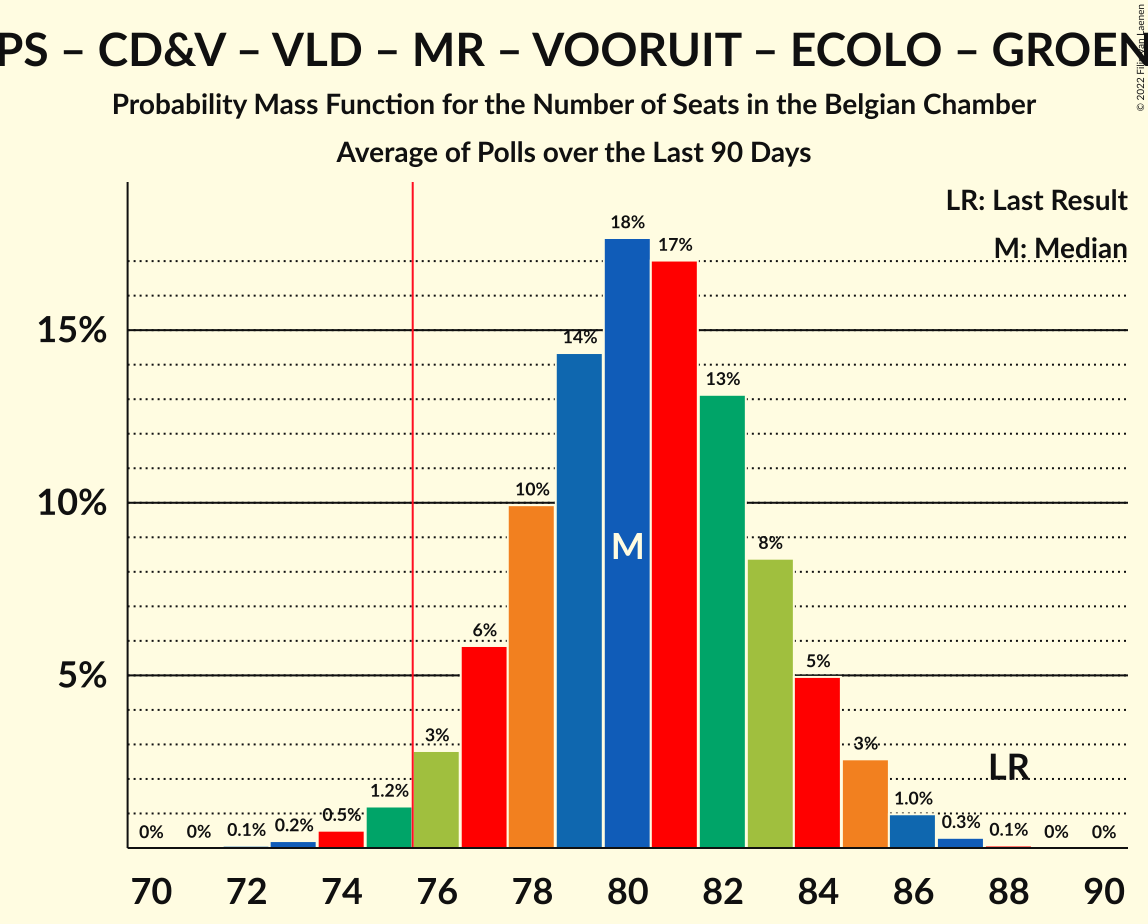 PS – CD&V – VLD – MR – VOORUIT – ECOLO – GROEN
Probability Mass Function for the Number of Seats in the Belgian Chamber
Average of Polls over the Last 90 Days
© 2022 Filip van Laenen
LR: Last Result
M: Median
18%
17%
15%
14%
13%
10%
10%
M
8%
6%
5%
5%
3%
3%
LR
1.2%
1.0%
0.5%
0.3%
0.2%
0.1%
0.1%
0%
0%
0%
0%
70 72 74 76 78 80 82 84 86 88 90